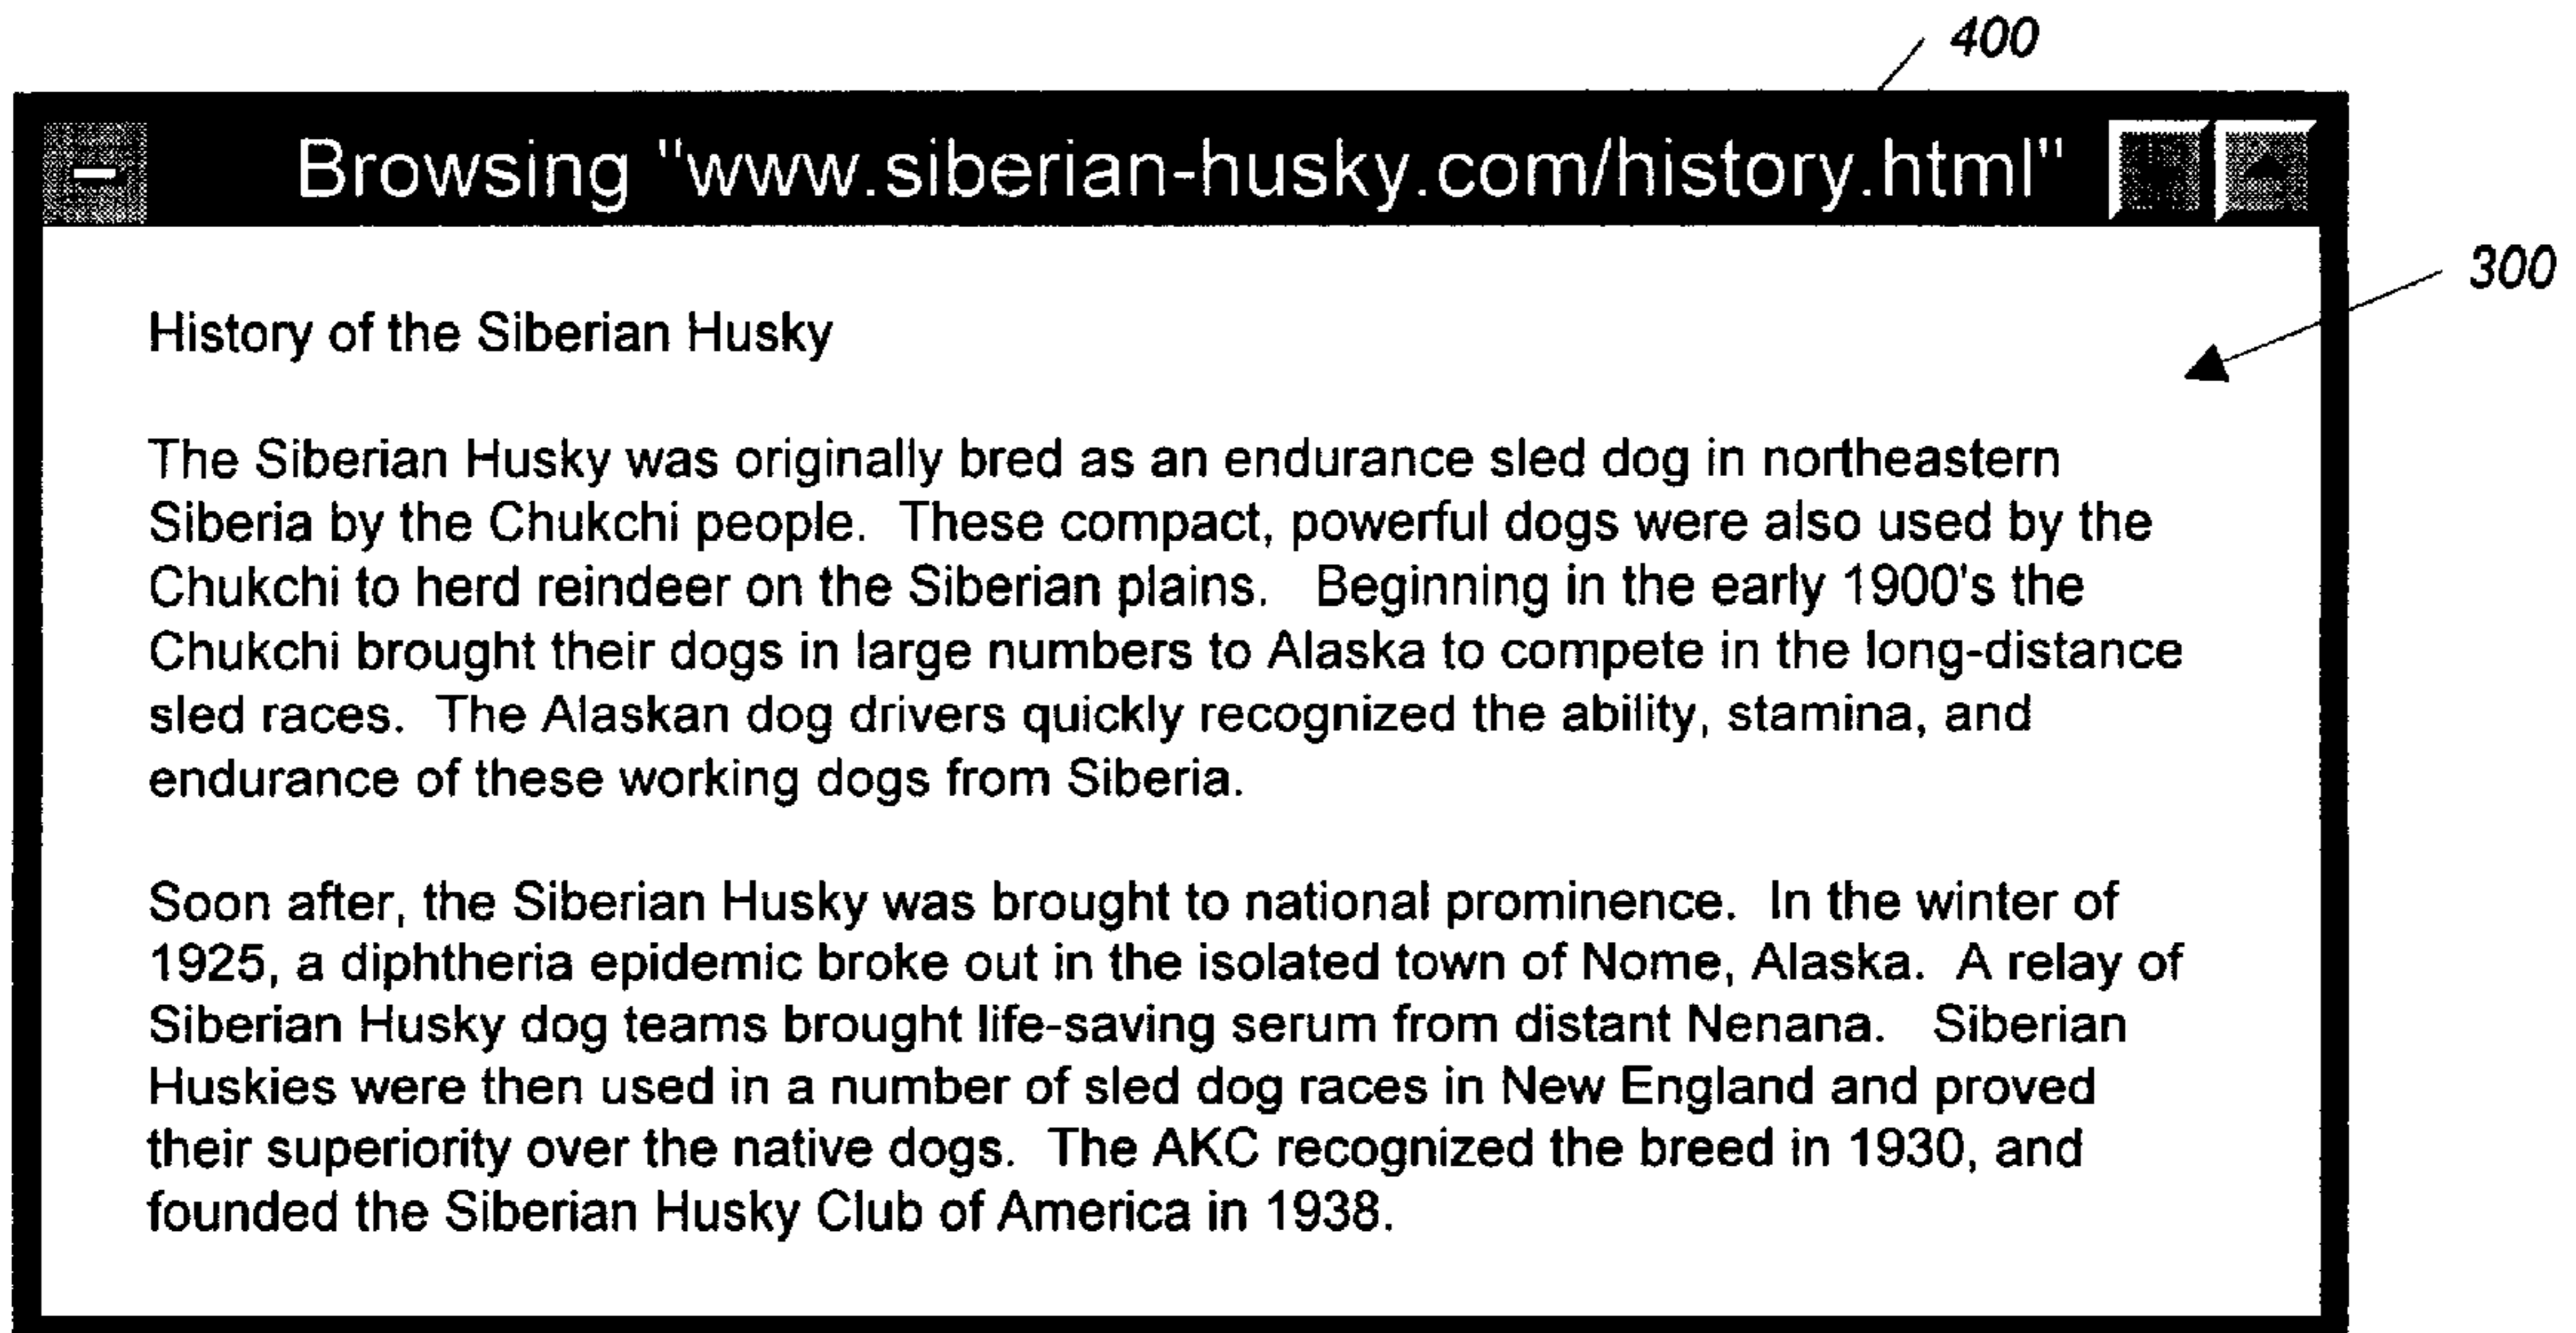 400
Browsing "www.siberian-husky.com/history.html"
300
History of the Siberian Husky
The Siberian Husky was originally bred as an endurance sled dog in northeastern
Siberia by the Chukchi people.  These compact, powerful dogs were also used by the
Chukchi to herd reindeer on the Siberian plains.   Beginning in the early 1900's the
Chukchi brought their dogs in large numbers to Alaska to compete in the long-distance
sled races.  The Alaskan dog drivers quickly recognized the ability, stamina, and
endurance of these working dogs from Siberia.
Soon after, the Siberian Husky was brought to national prominence.  In the winter of
1925, a diphtheria epidemic broke out in the isolated town of Nome, Alaska.  A relay of
Siberian Husky dog teams brought life-saving serum from distant Nenana.   Siberian
Huskies were then used in a number of sled dog races in New England and proved
their superiority over the native dogs.  The AKC recognized the breed in 1930, and
founded the Siberian Husky Club of America in 1938.